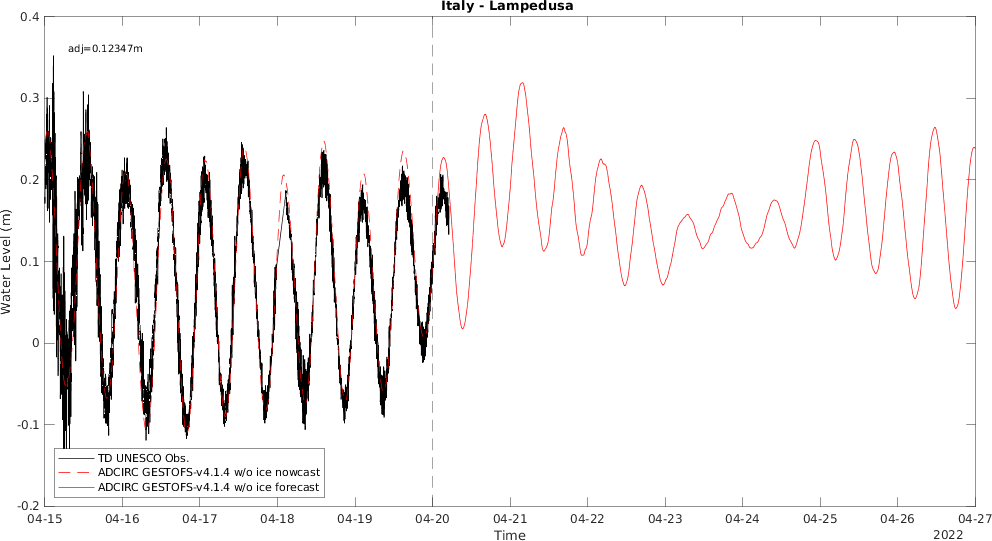 Italy - Lampedusa
adj=0.12347m
Water Level (m)
0.4
0.3
0.2
0.1
0
-0.1
-0.2
TD UNESCO Obs.
ADCIRC GESTOFS-v4.1.4 w/o ice nowcast
ADCIRC GESTOFS-v4.1.4 w/o ice forecast
04-15 04-16 04-17 04-18 04-19 04-20 04-21 04-22 04-23 04-24 04-25 04-26 04-27
Time
2022